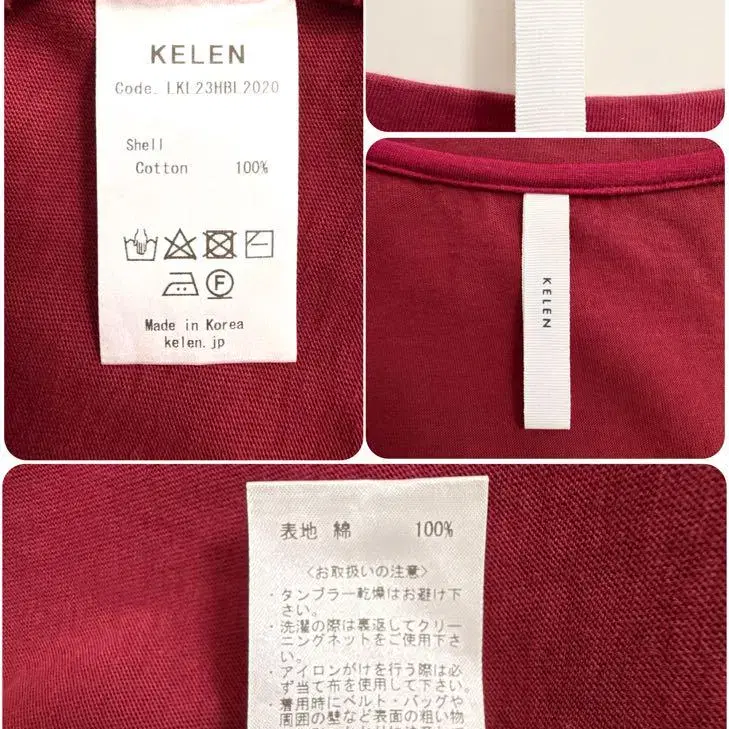 KELEN
Code. LKL23HBL2020
Shell
Cotton 100%
F
Made in Korea
kelen.jp
KELEN
表地 綿 100%
〈お取扱いの注意〉
・タンブラー乾燥はお避け下
さい。
・洗濯の際は裏返してクリー
ニングネットをご使用下さ
い。
・アイロンがけを行う際は必
ず当て布を使用して下さい。
・着用時にベルト・バッグや
周囲の壁など表面の粗い物